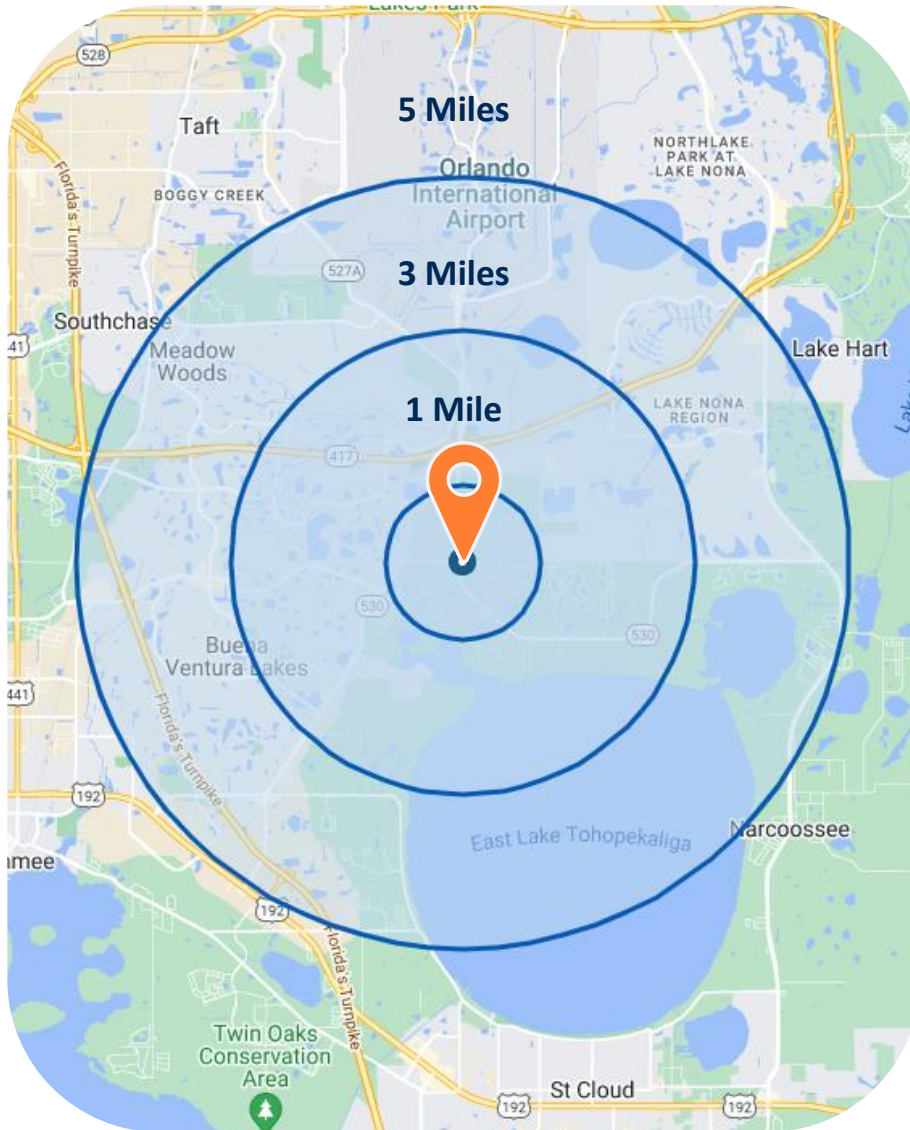 Lakes Park
528
5 Miles
Taft
NORTHLAKE
PARK AT
LAKE NONA
Orlando
International
Airport
BOGGY CREEK
Florida's Turnpike
527A
3 Miles
Southchase
441
Meadow
Woods
Lake Hart
1 Mile
LAKE NONA
REGION
417
530
530
Buena
Ventura Lakes
441
Florida's Turnpike
192
East Lake Tohopekaliga
Narcoossee
mee
192
Florida's Turnpike
Twin Oaks
Conservation
Area
St Cloud
192
192